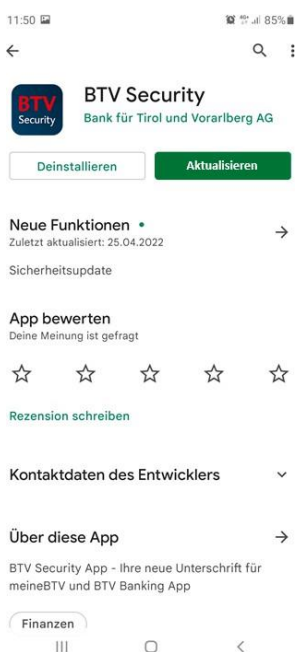 11:50 85%
BTV
Security
BTV Security
Bank für Tirol und Vorarlberg AG
Deinstallieren Aktualisieren
Neue Funktionen •
Zuletzt aktualisiert: 25.04.2022
Sicherheitsupdate
App bewerten
Deine Meinung ist gefragt
Rezension schreiben
Kontaktdaten des Entwicklers
Über diese App
BTV Security App - Ihre neue Unterschrift für
meineBTV und BTV Banking App
Finanzen